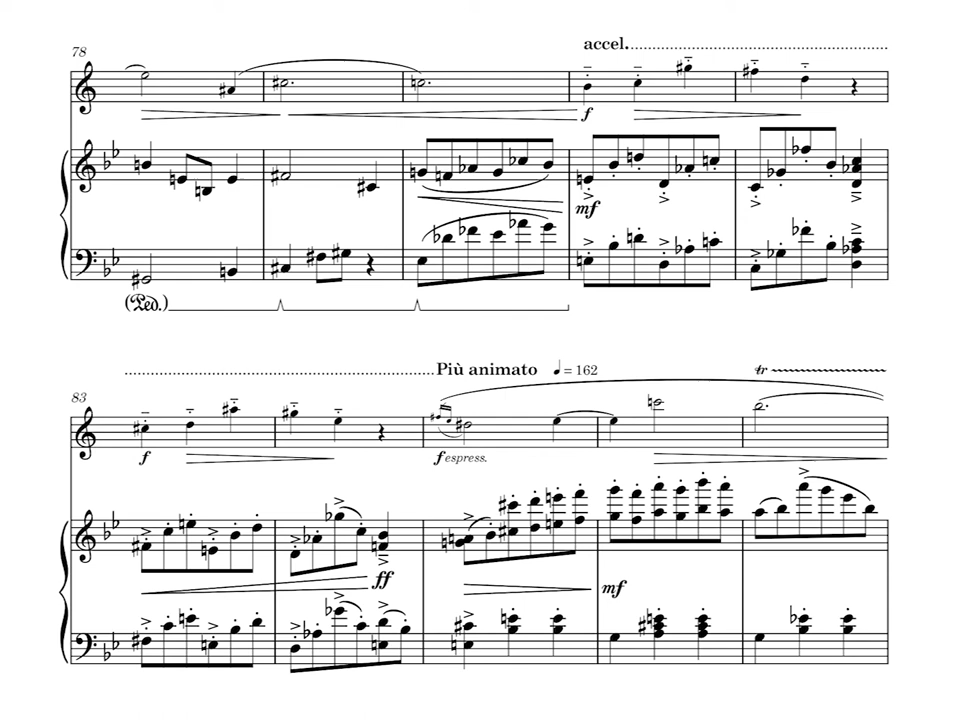 78
accel.
f
mf
(Ped.)
83
Più animato ♩ = 162
tr
f
f espress.
ff
mf